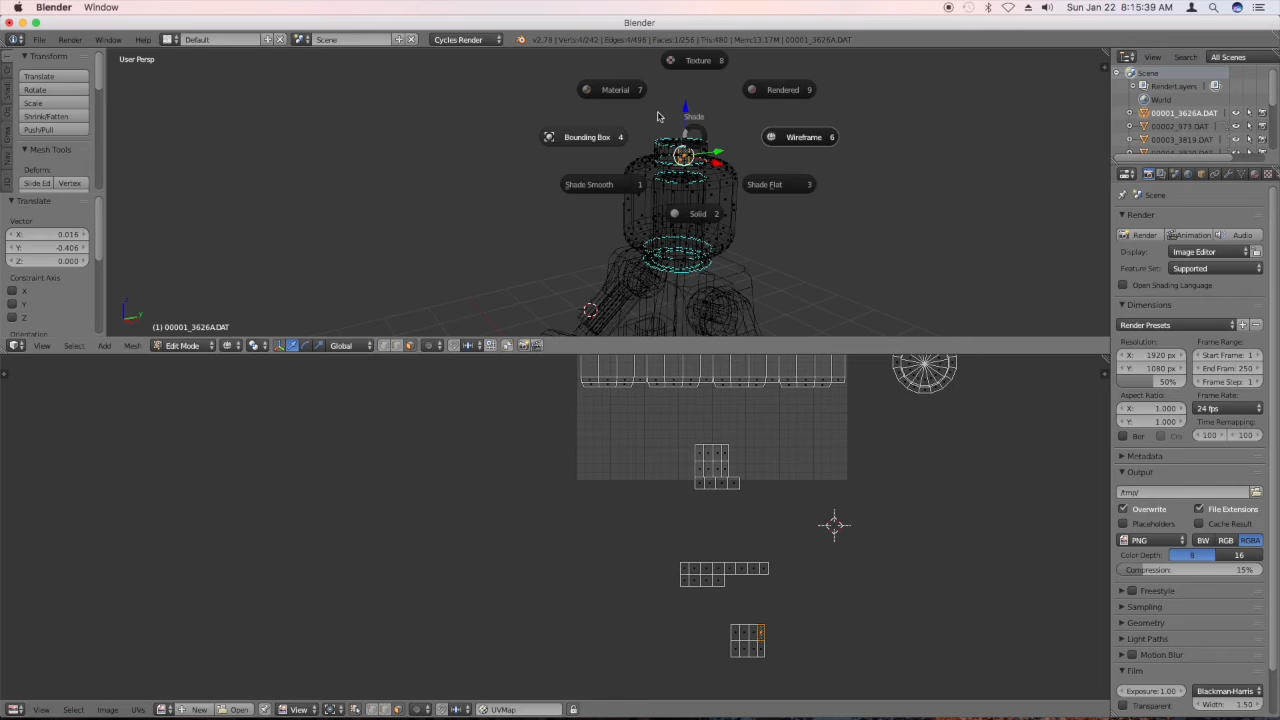 Blender Window Sun Jan 22 8:15:39 AM
Blender
File Render Window Help Default Scene Cycles Render v2.78 | Verts:4/242 | Edges:4/496 | Faces:1/256 | Tris:480 | Mem:13.17M | 00001_3626A.DAT
View Search All Scenes
Transform
Translate
Rotate
Scale
Shrink/Fatten
Push/Pull
Mesh Tools
Deform:
Slide Ed Vertex
Translate
Vector
X: 0.016
Y: -0.406
Z: 0.000
Constraint Axis
X
Y
Z
Orientation
User Persp
Texture 8
Material 7
Rendered 9
Shade
Bounding Box 4
Wireframe 6
Shade Smooth 1
Shade Flat 3
Solid 2
(1) 00001_3626A.DAT
View Select Add Mesh Edit Mode Global
View Select Image UVs New Open View UVMap
Scene
RenderLayers
World
00001_3626A.DAT
00002_973.DAT
00003_3819.DAT
Scene
Render
Render Animation Audio
Display: Image Editor
Feature Set: Supported
Open Shading Language
Dimensions
Render Presets
Resolution: Frame Range:
X: 1920 px Start Frame: 1
Y: 1080 px End Fram: 250
50% Frame Step: 1
Aspect Ratio: Frame Rate:
X: 1.000 24 fps
Y: 1.000 Time Remapping:
Bor Cro 100 100
Metadata
Output
/tmp/
Overwrite File Extensions
Placeholders Cache Result
PNG BW RGB RGBA
Color Depth: 8 16
Compression: 15%
Freestyle
Sampling
Geometry
Light Paths
Motion Blur
Film
Exposure: 1.00 Blackman-Harris
Transparent Width: 1.50